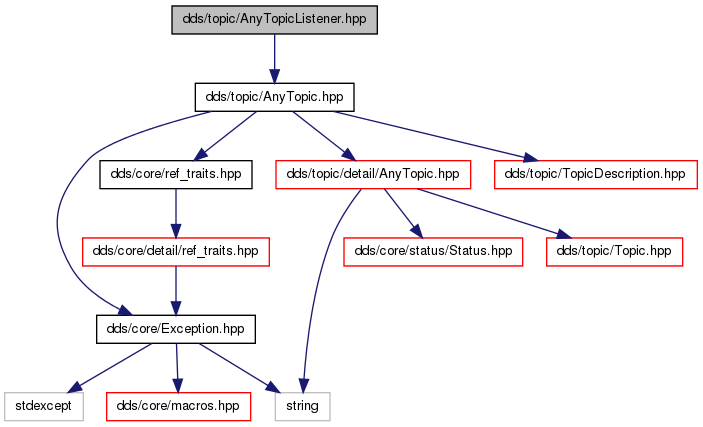 dds/topic/AnyTopicListener.hpp
dds/topic/AnyTopic.hpp
dds/core/ref_traits.hpp
dds/topic/detail/AnyTopic.hpp
dds/topic/TopicDescription.hpp
dds/core/detail/ref_traits.hpp
dds/core/status/Status.hpp
dds/topic/Topic.hpp
dds/core/Exception.hpp
stdexcept
dds/core/macros.hpp
string